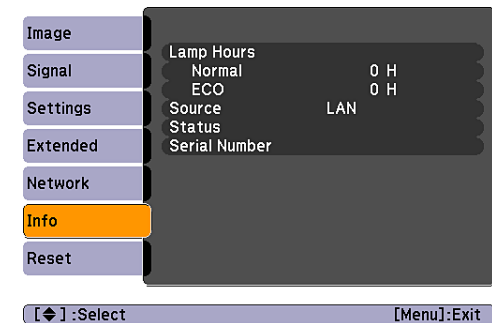 Image
Signal
Settings
Extended
Network
Info
Reset
Lamp Hours
Normal 0 H
ECO 0 H
Source LAN
Status
Serial Number
[◆] :Select [Menu]:Exit